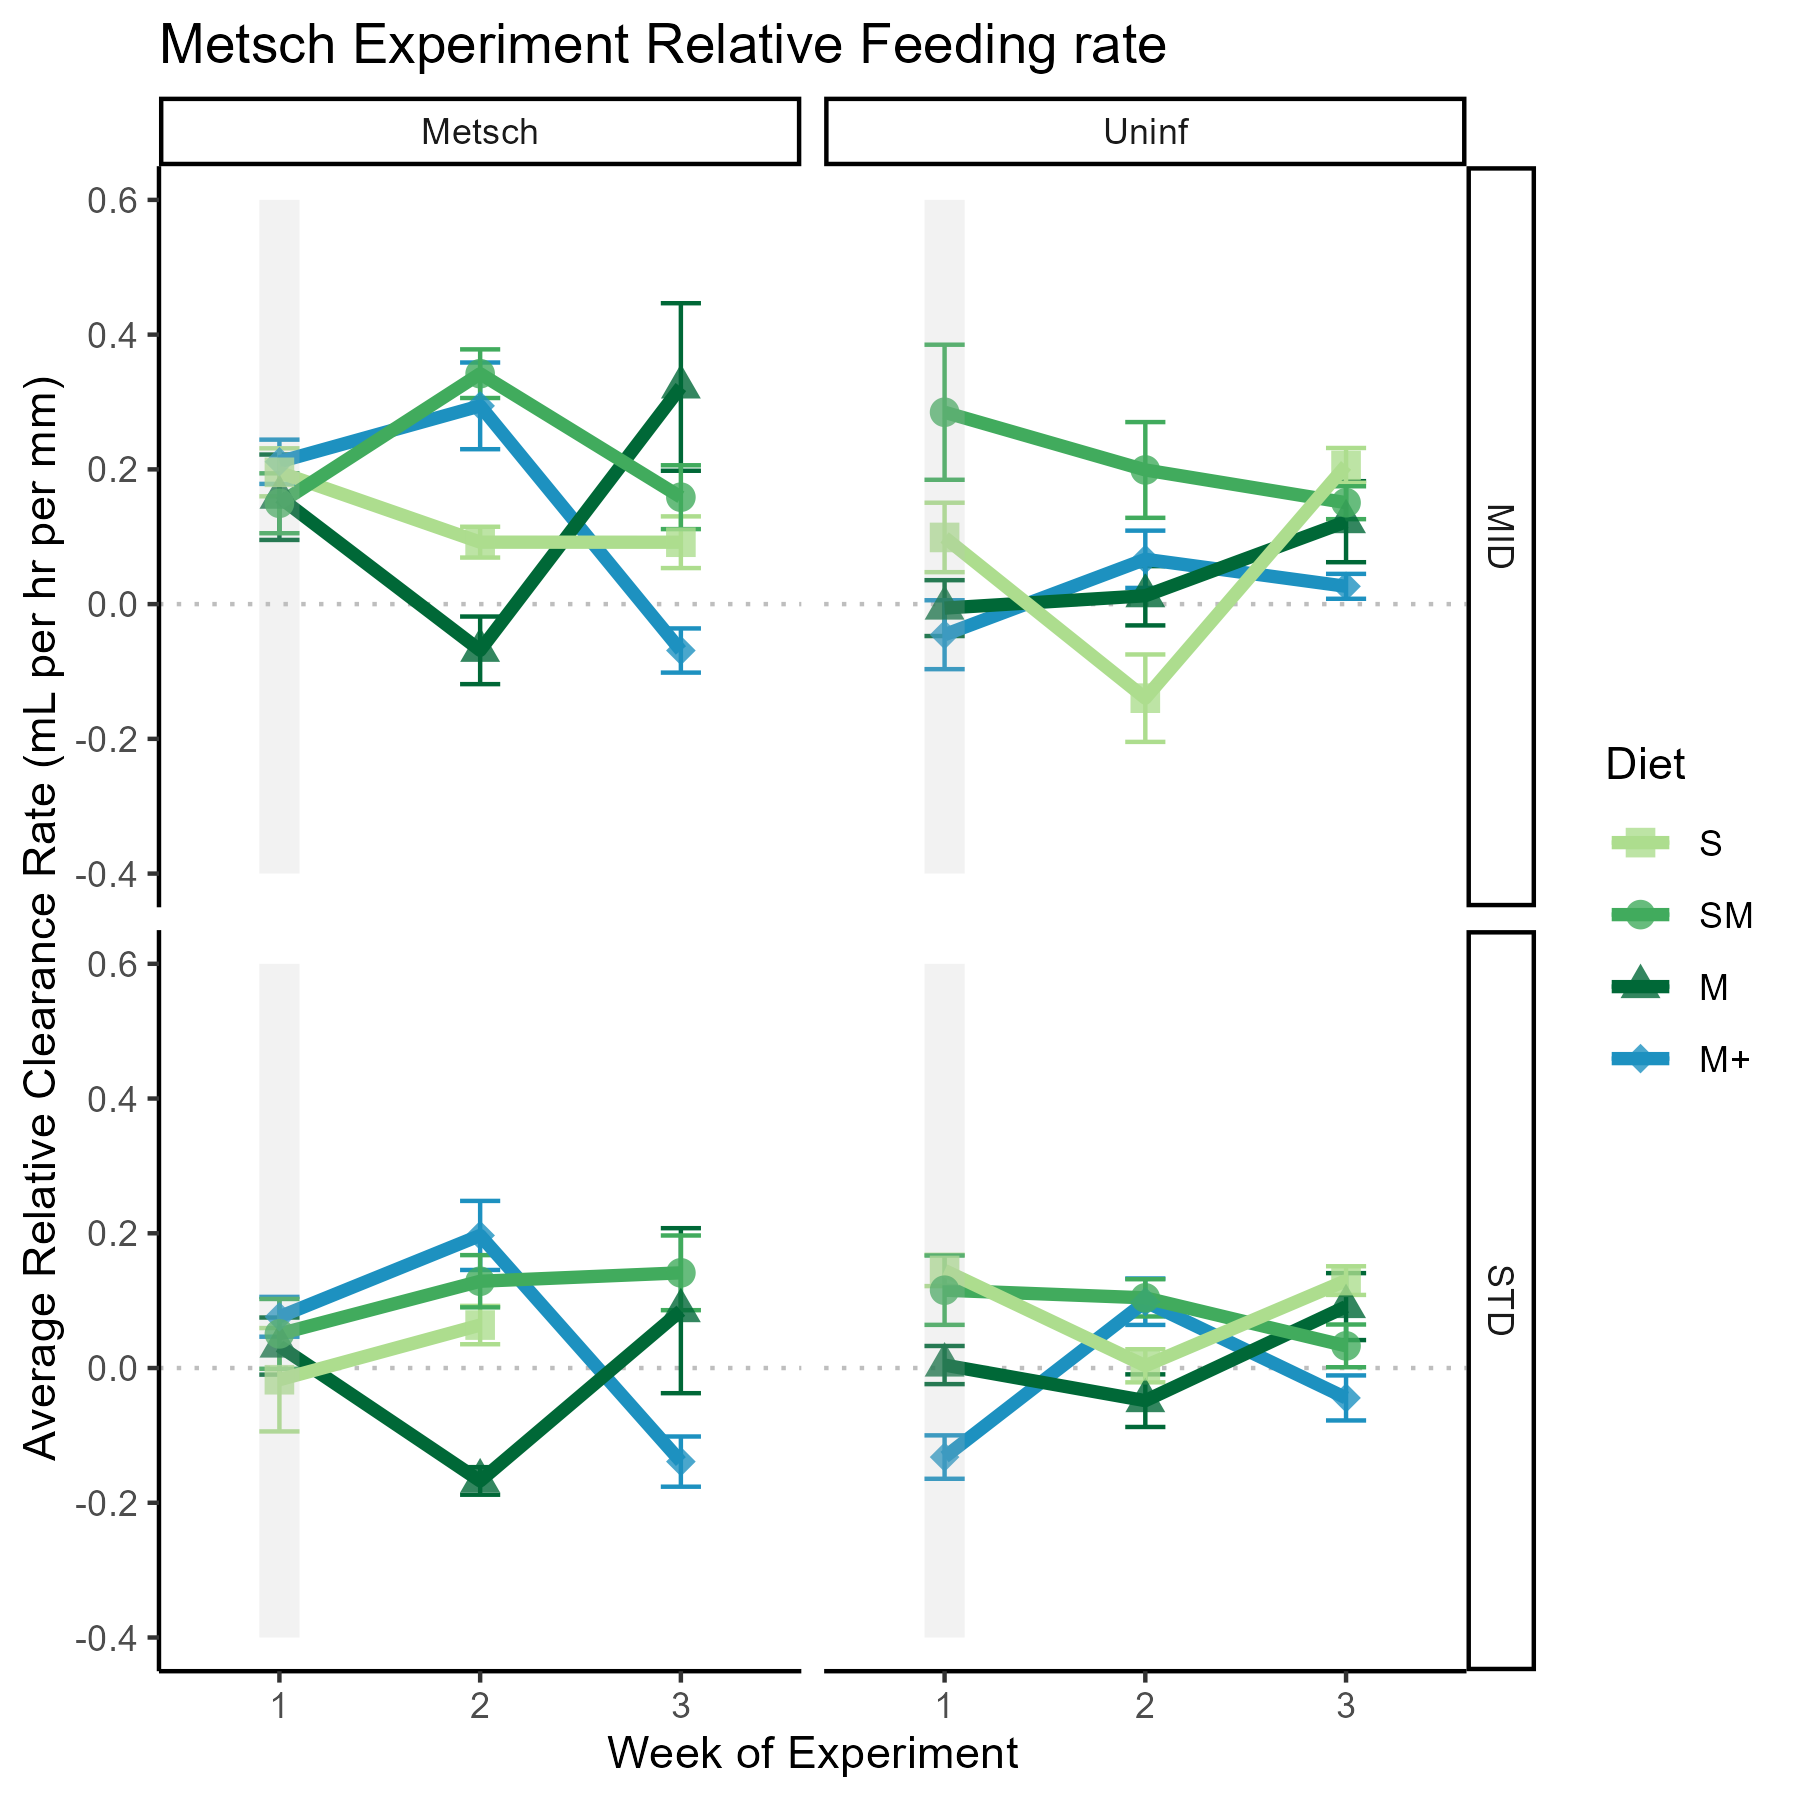 Metsch Experiment Relative Feeding rate
Metsch
Uninf
0.6
0.4
0.2
0.0
-0.2
-0.4
MID
0.6
0.4
0.2
0.0
-0.2
-0.4
STD
1
2
3
1
2
3
Week of Experiment
Average Relative Clearance Rate (mL per hr per mm)
Diet
S
SM
M
M+